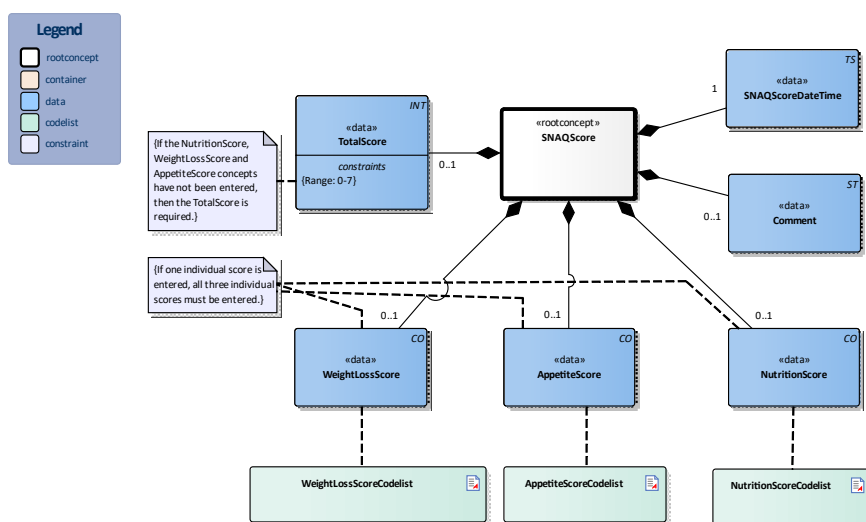 Legend
rootconcept
container
data
codelist
constraint
TS
«data»
SNAQScoreDateTime
1
«rootconcept»
SNAQScore
INT
«data»
TotalScore
constraints
{Range: 0-7}
0..1
{If the NutritionScore,
WeightLossScore and
AppetiteScore concepts
have not been entered,
then the TotalScore is
required.}
ST
«data»
Comment
0..1
{If one individual score is
entered, all three individual
scores must be entered.}
0..1
0..1
0..1
CO
«data»
WeightLossScore
CO
«data»
AppetiteScore
CO
«data»
NutritionScore
WeightLossScoreCodelist
AppetiteScoreCodelist
NutritionScoreCodelist